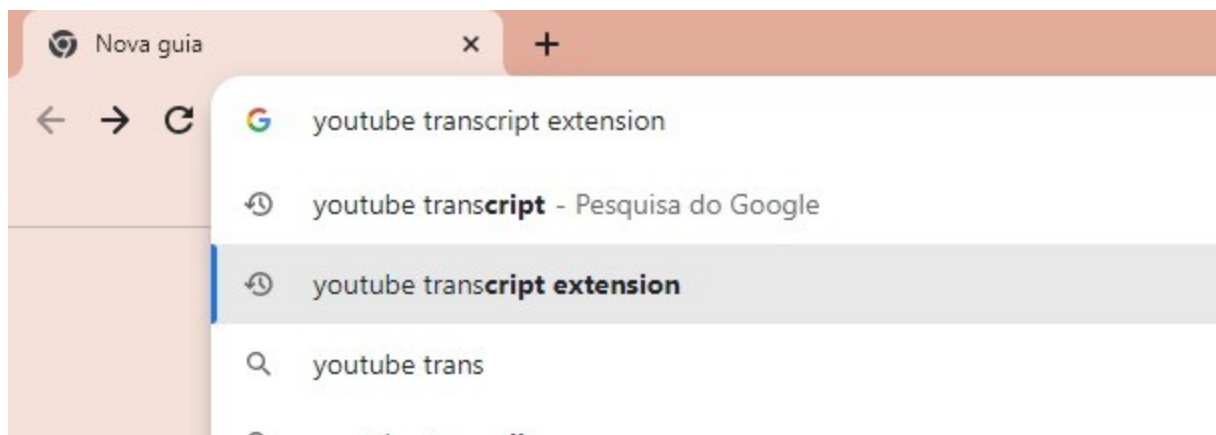 Nova guia
youtube transcript extension
youtube transcript - Pesquisa do Google
youtube transcript extension
youtube trans